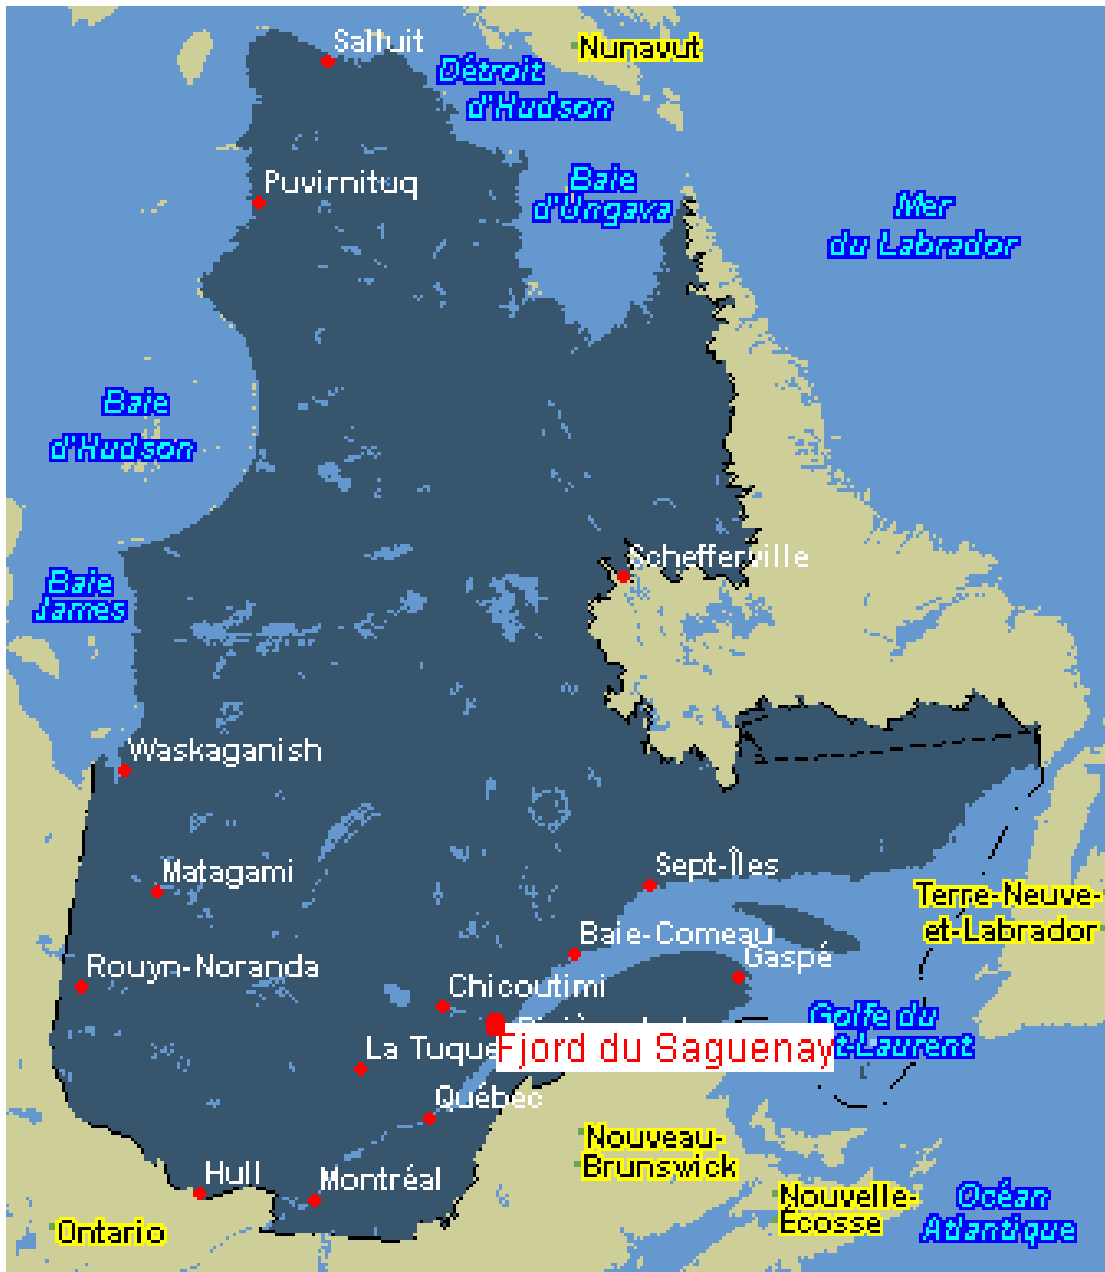 Salluit
Nunavut
Détroit
d'Hudson
Puvirnituq
Baie
d'Ungava
Mer
du Labrador
Baie
d'Hudson
Schefferville
Baie
James
Waskaganish
Matagami
Sept-Îles
Terre-Neuve-
et-Labrador
Baie-Comeau
Gaspé
Rouyn-Noranda
Chicoutimi
Golfe du
t-Laurent
La Tuque
Fjord du Saguenay
Québec
Nouveau-
Brunswick
Hull
Montréal
Nouvelle-
Écosse
Océan
Atlantique
Ontario